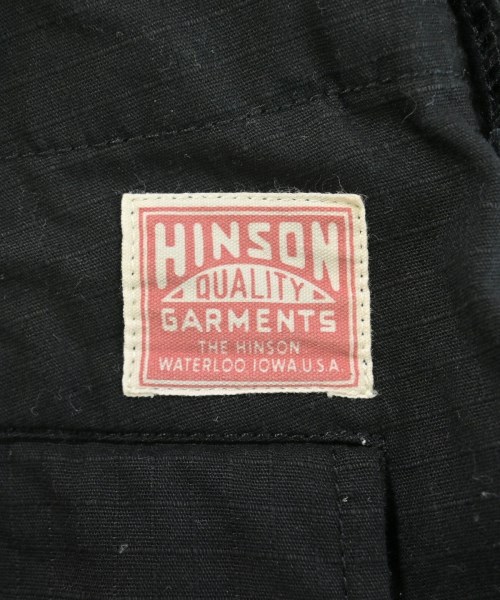 HINSON
QUALITY
GARMENTS
THE HINSON
WATERLOO IOWA U.S.A.